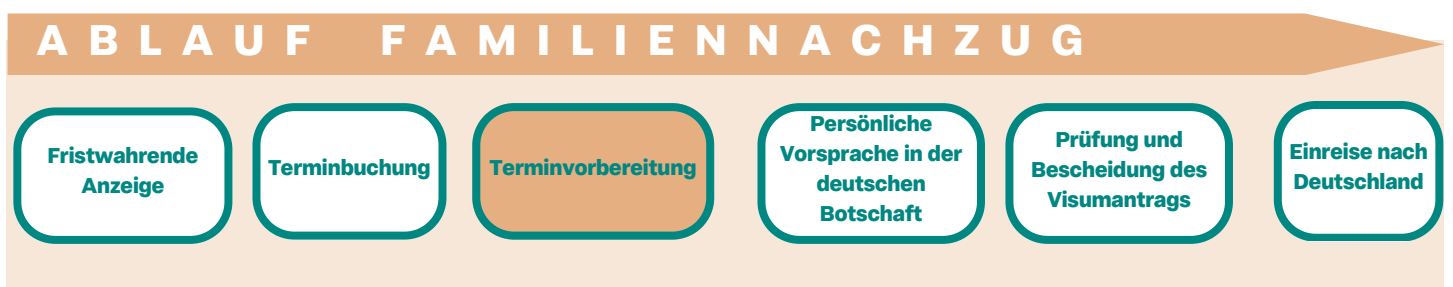 ABLAUF FAMILIENNACHZUG
Fristwahrende
Anzeige
Terminbuchung
Terminvorbereitung
Persönliche
Vorsprache in der
deutschen
Botschaft
Prüfung und
Bescheidung des
Visumantrags
Einreise nach
Deutschland